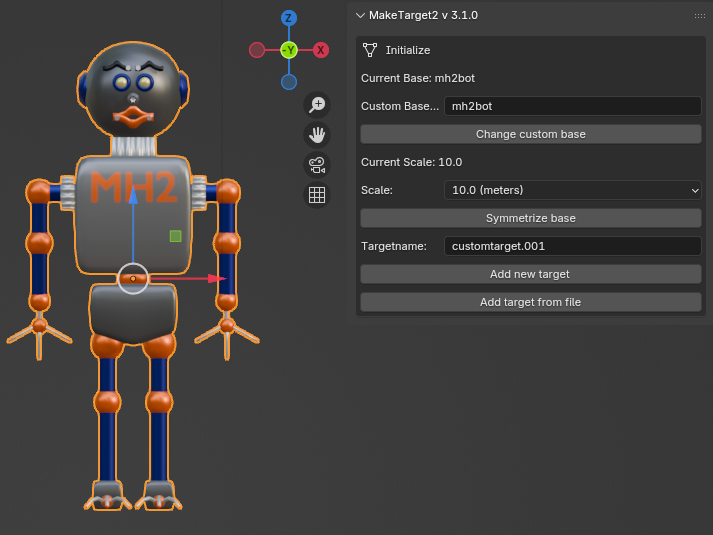 MakeTarget2 v 3.1.0
Initialize
Current Base: mh2bot
Custom Base... mh2bot
Change custom base
Current Scale: 10.0
Scale: 10.0 (meters)
Symmetrize base
Targetname: customtarget.001
Add new target
Add target from file
Z
-Y X
MH2